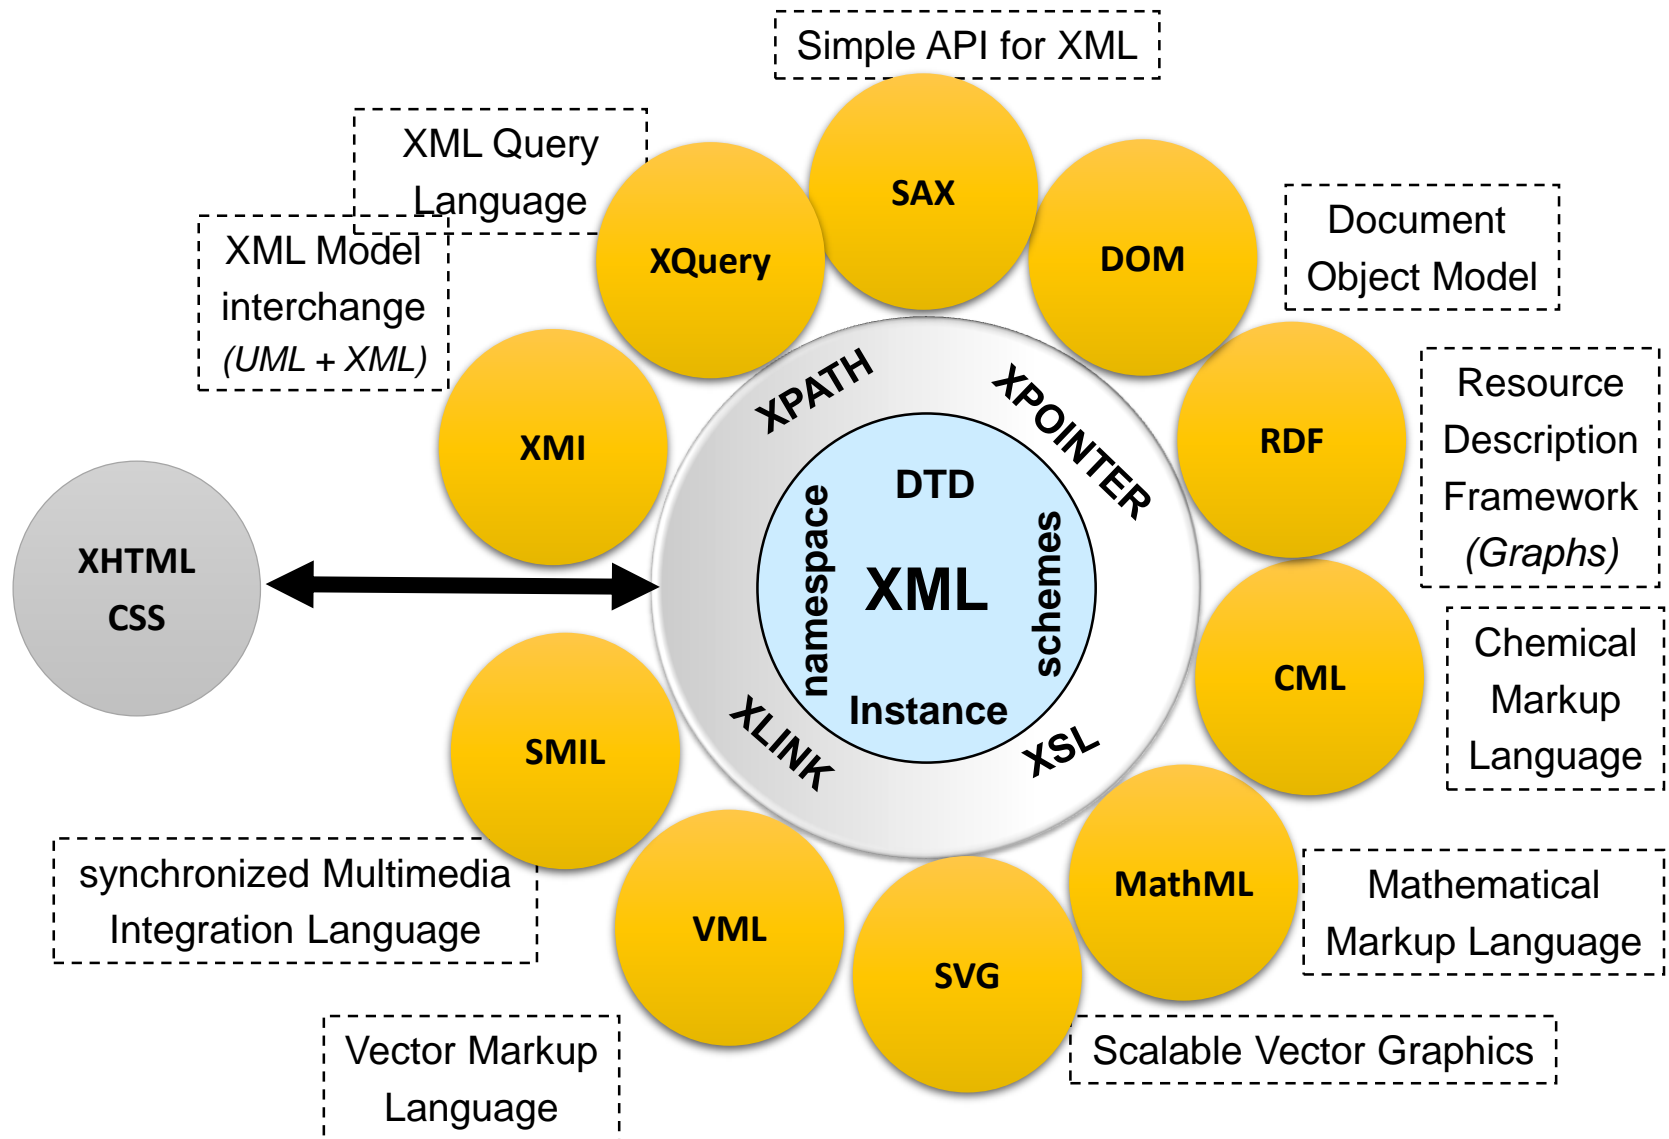 Simple API for XML
XML Query
Language
SAX
XML Model
interchange
(UML + XML)
XQuery
DOM
Document
Object Model
XMI
XPATH
XPOINTER
RDF
Resource
Description
Framework
(Graphs)
XHTML
CSS
DTD
namespace
XML
schemes
Instance
XLINK
XSL
CML
Chemical
Markup
Language
SMIL
synchronized Multimedia
Integration Language
VML
SVG
MathML
Mathematical
Markup Language
Vector Markup
Language
Scalable Vector Graphics